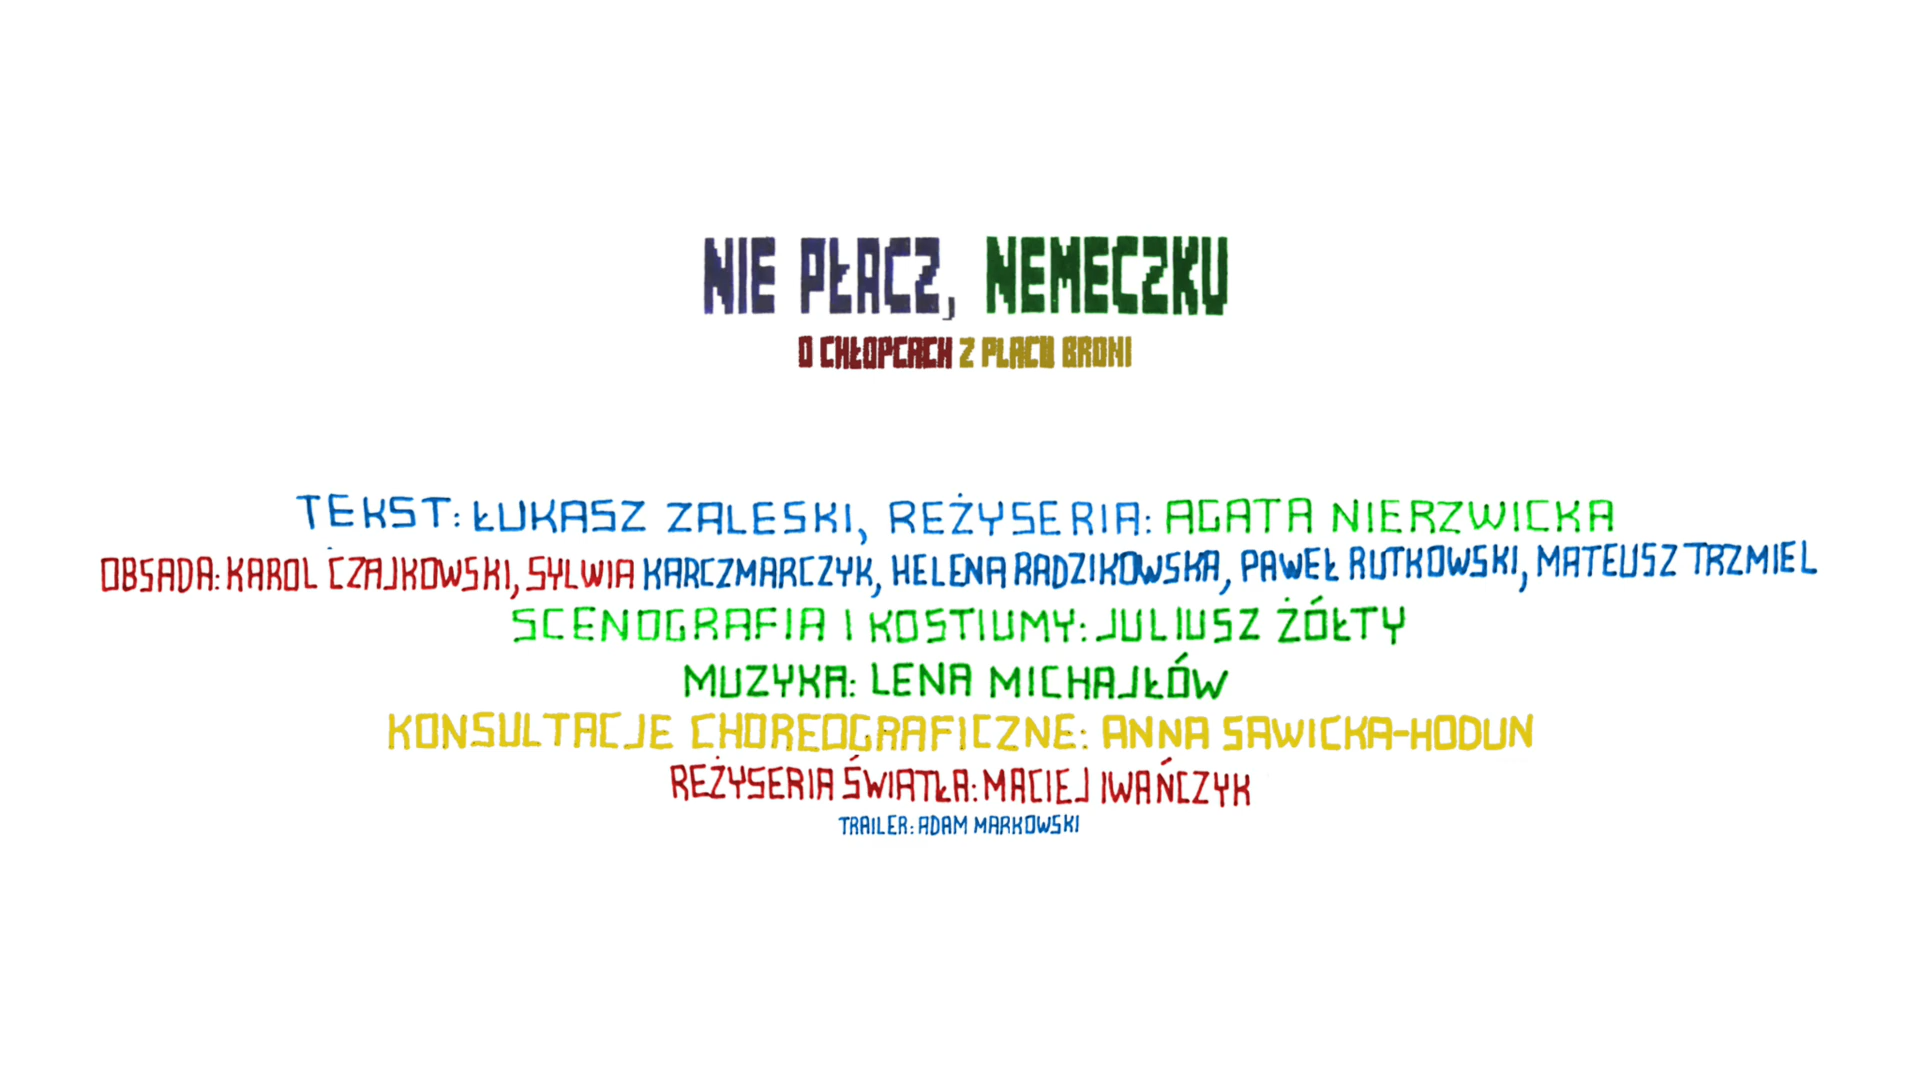 NIE PŁACZ, NEMECZKU
O CHŁOPCACH Z PLACU BRONI
TEKST: ŁUKASZ ZALESKI, REŻYSERIA: AGATA NIERZWICKA
OBSADA: KAROL CZAJKOWSKI, SYLWIA KARCZMARCZYK, HELENA RADZIKOWSKA, PAWEŁ RUTKOWSKI, MATEUSZ TRZMIEL
SCENOGRAFIA I KOSTIUMY: JULIUSZ ŻÓŁTY
MUZYKA: LENA MICHAJŁÓW
KONSULTACJE CHOREOGRAFICZNE: ANNA SAWICKA-HODUN
REŻYSERIA ŚWIATŁA: MACIEJ IWAŃCZYK
TRAILER: ADAM MARKOWSKI